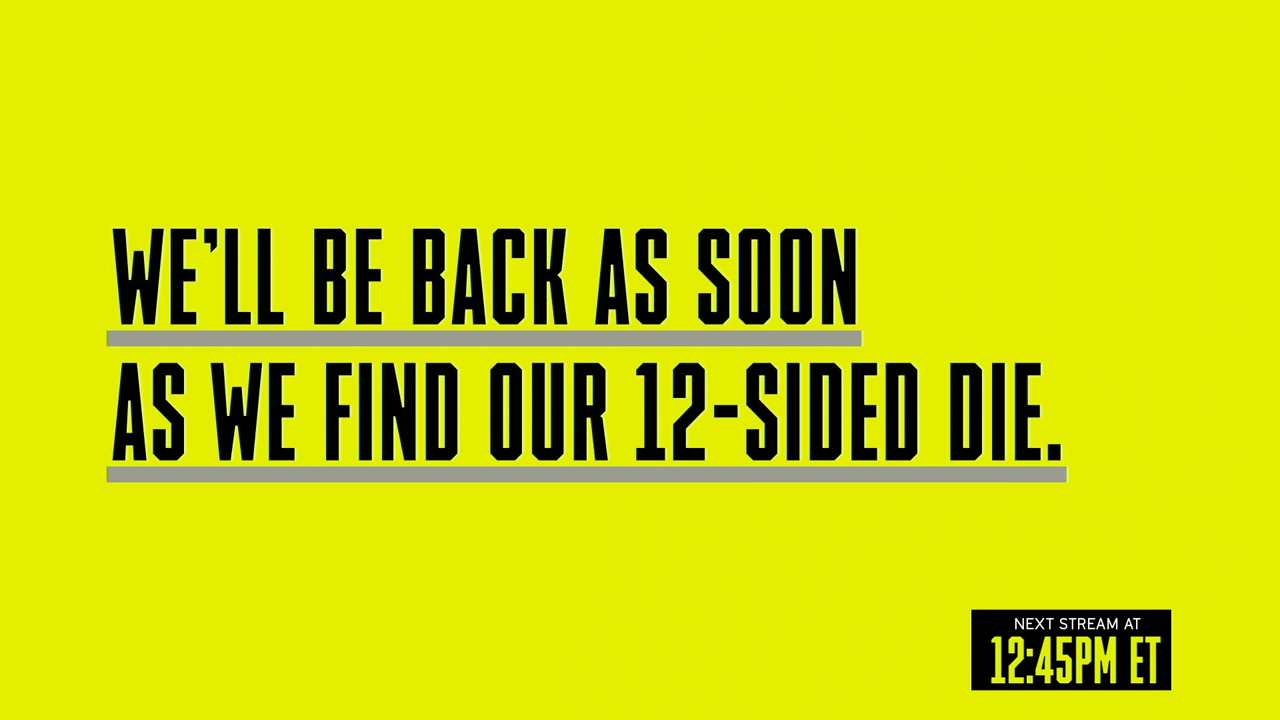 WE'LL BE BACK AS SOON
AS WE FIND OUR 12-SIDED DIE.
NEXT STREAM AT
12:45PM ET